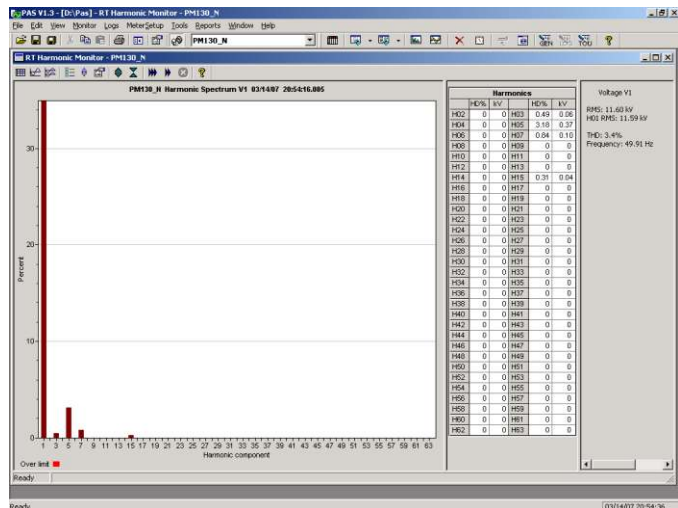 PAS V1.3 - [D:\Pas] - RT Harmonic Monitor - PM130_N
File Edit View Monitor Logs MeterSetup Tools Reports Window Help
PM130_N GEN TOU
RT Harmonic Monitor - PM130_N
PM130_N Harmonic Spectrum V1 03/14/07 20:54:16.805
Harmonics
HD% kV HD% kV
H02 0 0 H03 0.49 0.06
H04 0 0 H05 3.18 0.37
H06 0 0 H07 0.84 0.10
H08 0 0 H09 0 0
H10 0 0 H11 0 0
H12 0 0 H13 0 0
H14 0 0 H15 0.31 0.04
H16 0 0 H17 0 0
H18 0 0 H19 0 0
H20 0 0 H21 0 0
H22 0 0 H23 0 0
H24 0 0 H25 0 0
H26 0 0 H27 0 0
H28 0 0 H29 0 0
H30 0 0 H31 0 0
H32 0 0 H33 0 0
H34 0 0 H35 0 0
H36 0 0 H37 0 0
H38 0 0 H39 0 0
H40 0 0 H41 0 0
H42 0 0 H43 0 0
H44 0 0 H45 0 0
H46 0 0 H47 0 0
H48 0 0 H49 0 0
H50 0 0 H51 0 0
H52 0 0 H53 0 0
H54 0 0 H55 0 0
H56 0 0 H57 0 0
H58 0 0 H59 0 0
H60 0 0 H61 0 0
H62 0 0 H63 0 0
Voltage V1
RMS: 11.60 kV
H01 RMS: 11.59 kV
THD: 3.4%
Frequency: 49.91 Hz
Percent
30
20
10
0
1 3 5 7 9 11 13 15 17 19 21 23 25 27 29 31 33 35 37 39 41 43 45 47 49 51 53 55 57 59 61 63
Harmonic component
Over limit
Ready
Ready 03/14/07 20:54:36